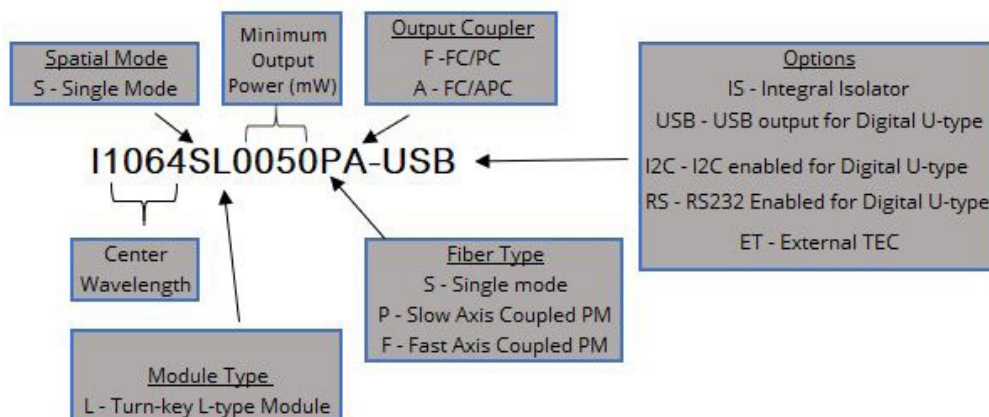 Spatial Mode
S - Single Mode
Minimum
Output
Power (mW)
Output Coupler
F -FC/PC
A - FC/APC
Options
IS - Integral Isolator
USB - USB output for Digital U-type
I2C - I2C enabled for Digital U-type
RS - RS232 Enabled for Digital U-type
ET - External TEC
I1064SL0050PA-USB
Center
Wavelength
Fiber Type
S - Single mode
P - Slow Axis Coupled PM
F - Fast Axis Coupled PM
Module Type
L - Turn-key L-type Module